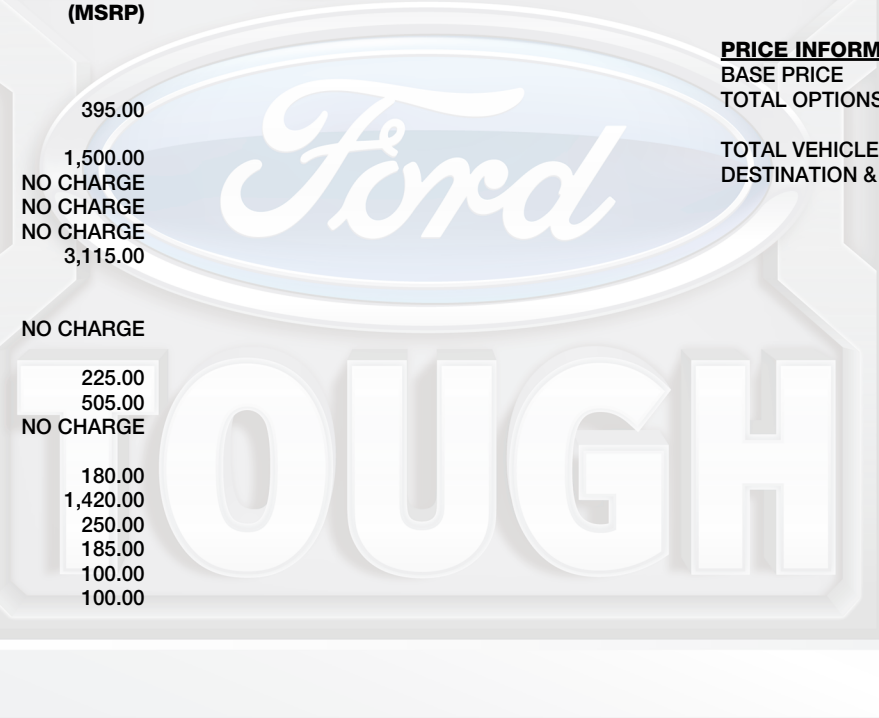 (MSRP)
395.00
1,500.00
NO CHARGE
NO CHARGE
NO CHARGE
3,115.00
NO CHARGE
225.00
505.00
NO CHARGE
180.00
1,420.00
250.00
185.00
100.00
100.00
PRICE INFORM
BASE PRICE
TOTAL OPTIONS
TOTAL VEHICLE
DESTINATION &
Ford
TOUGH